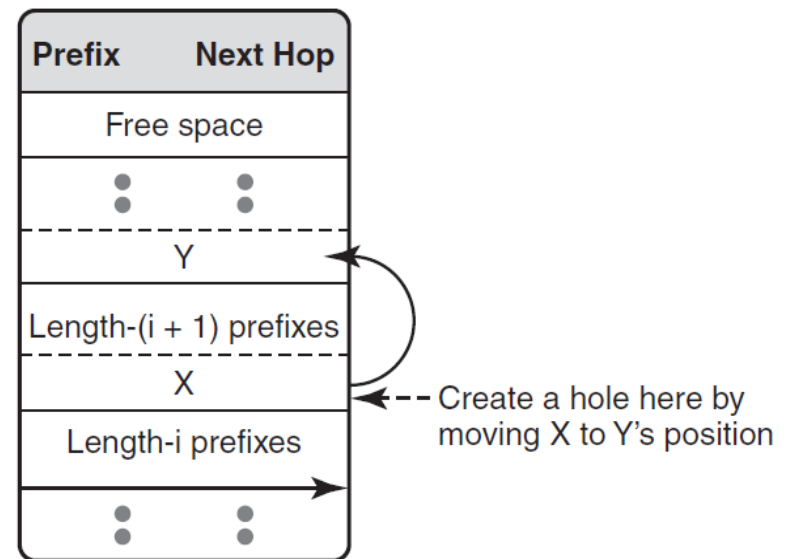 Prefix Next Hop
Free space
Y
Length-(i + 1) prefixes
X
Create a hole here by
moving X to Y's position
Length-i prefixes